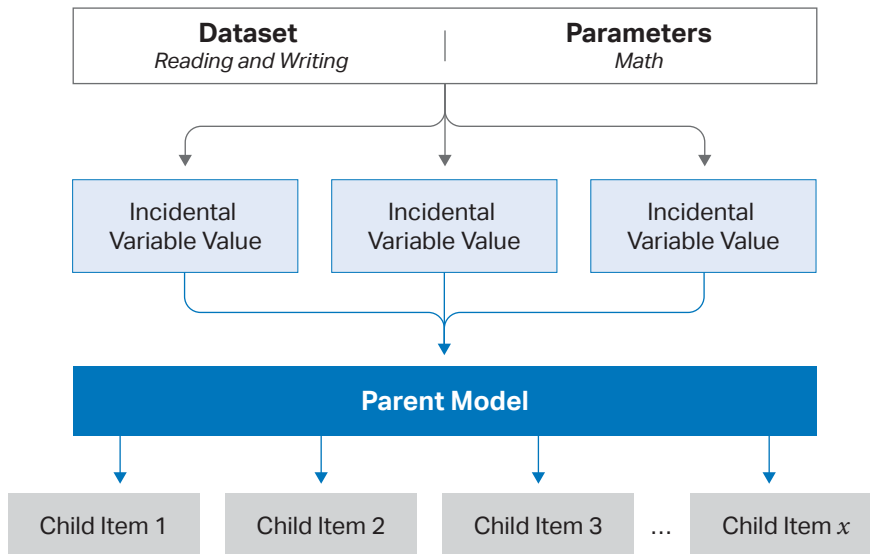 Dataset
Reading and Writing
Parameters
Math
Incidental
Variable Value
Incidental
Variable Value
Incidental
Variable Value
Parent Model
Child Item 1
Child Item 2
Child Item 3
...
Child Item x